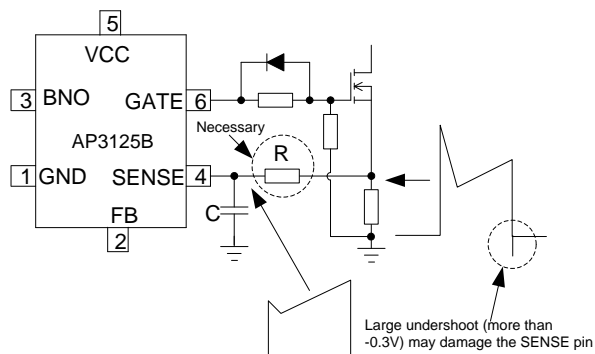 5
VCC
3 BNO GATE 6
Necessary
AP3125B
R
1 GND SENSE 4
C
FB
2
Large undershoot (more than
-0.3V) may damage the SENSE pin